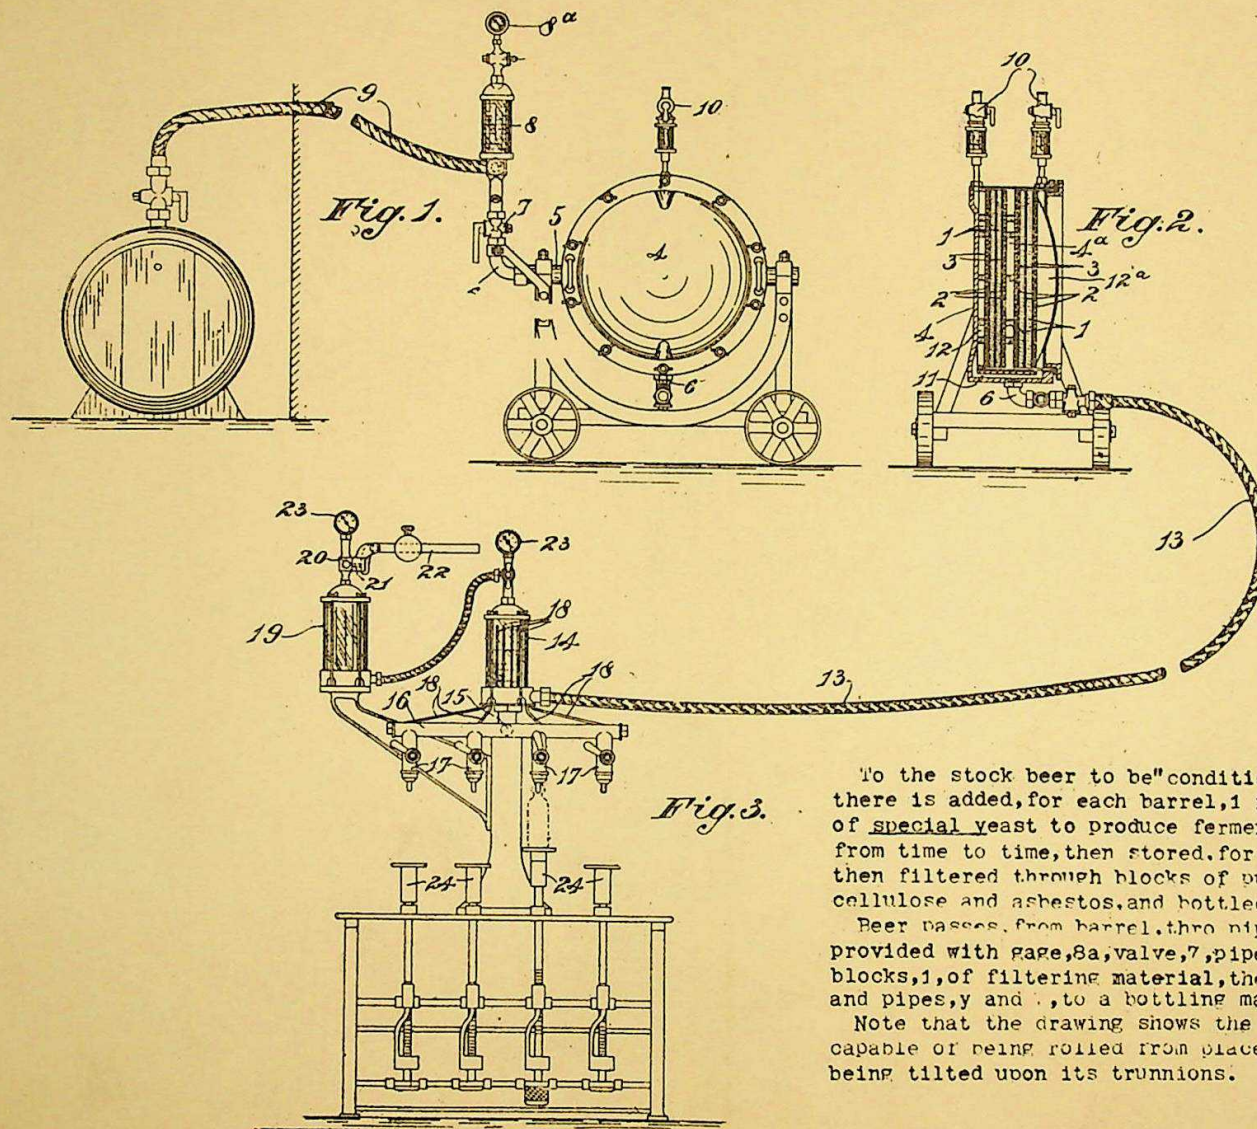 8a
10
10
9
8
Fig. 1.
7
5
4
1
4a
Fig. 2.
3
3
12a
2
2
4
1
12
6
11
6
23
23
13
20
21
22
18
19
14
13
18
15
18
16
17
17
Fig. 3.
24
24
To the stock beer to be"conditi
there is added,for each barrel,1
of special yeast to produce ferme
from time to time,then stored.for
then filtered through blocks of
cellulose and asbestos,and bottled
Beer passes,from barrel,thro
provided with gage,8a,valve,7,pipe
blocks,1,of filtering material,the
and pipes,y and ,to a bottling ma
Note that the drawing shows the
capable of being rolled from place
being tilted upon its trunnions.